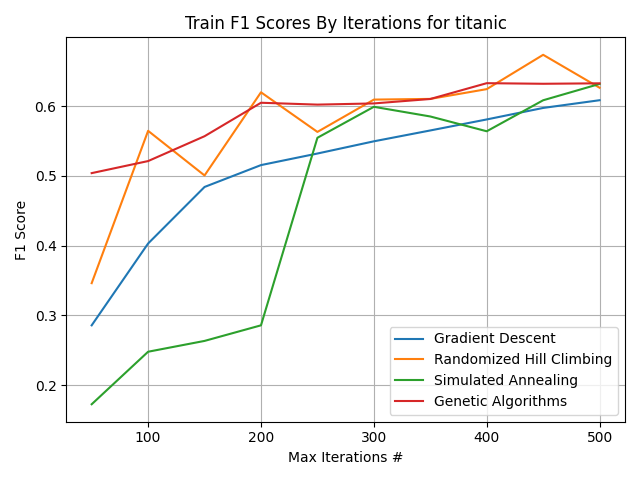 Train F1 Scores By Iterations for titanic
F1 Score
0.6
0.5
0.4
0.3
0.2
Gradient Descent
Randomized Hill Climbing
Simulated Annealing
Genetic Algorithms
100 200 300 400 500
Max Iterations #